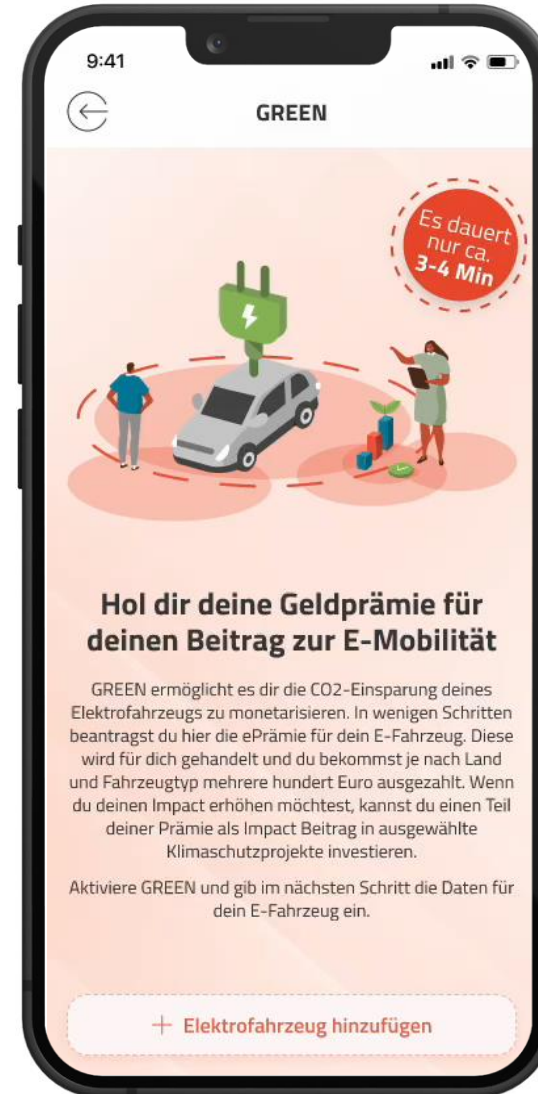 9:41
GREEN
Es dauert
nur ca.
3-4 Min
Hol dir deine Geldprämie für
deinen Beitrag zur E-Mobilität
GREEN ermöglicht es dir die CO2-Einsparung deines
Elektrofahrzeugs zu monetarisieren. In wenigen Schritten
beantragst du hier die ePrämie für dein E-Fahrzeug. Diese
wird für dich gehandelt und du bekommst je nach Land
und Fahrzeugtyp mehrere hundert Euro ausgezahlt. Wenn
du deinen Impact erhöhen möchtest, kannst du einen Teil
deiner Prämie als Impact Beitrag in ausgewählte
Klimaschutzprojekte investieren.
Aktiviere GREEN und gib im nächsten Schritt die Daten für
dein E-Fahrzeug ein.
+ Elektrofahrzeug hinzufügen